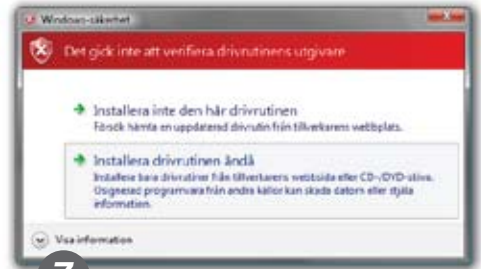 Windows-säkerhet
Det gick inte att verifiera drivrutinens utgivare
Installera inte den här drivrutinen
Försök hämta en uppdaterad drivrutin från tillverkarens webbplats.
Installera drivrutinen ändå
Installera bara drivrutiner från tillverkarens webbsida eller CD-/DVD-skiva.
Osignerad programvara från andra källor kan skada datorn eller stjäla
information.
Visa information
7